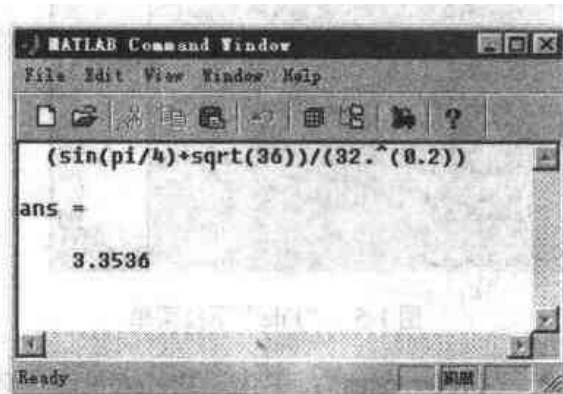 MATLAB Command Window
File Edit View Window Help
(sin(pi/4)+sqrt(36))/(32.^(0.2))
ans =
3.3536
Ready NUM